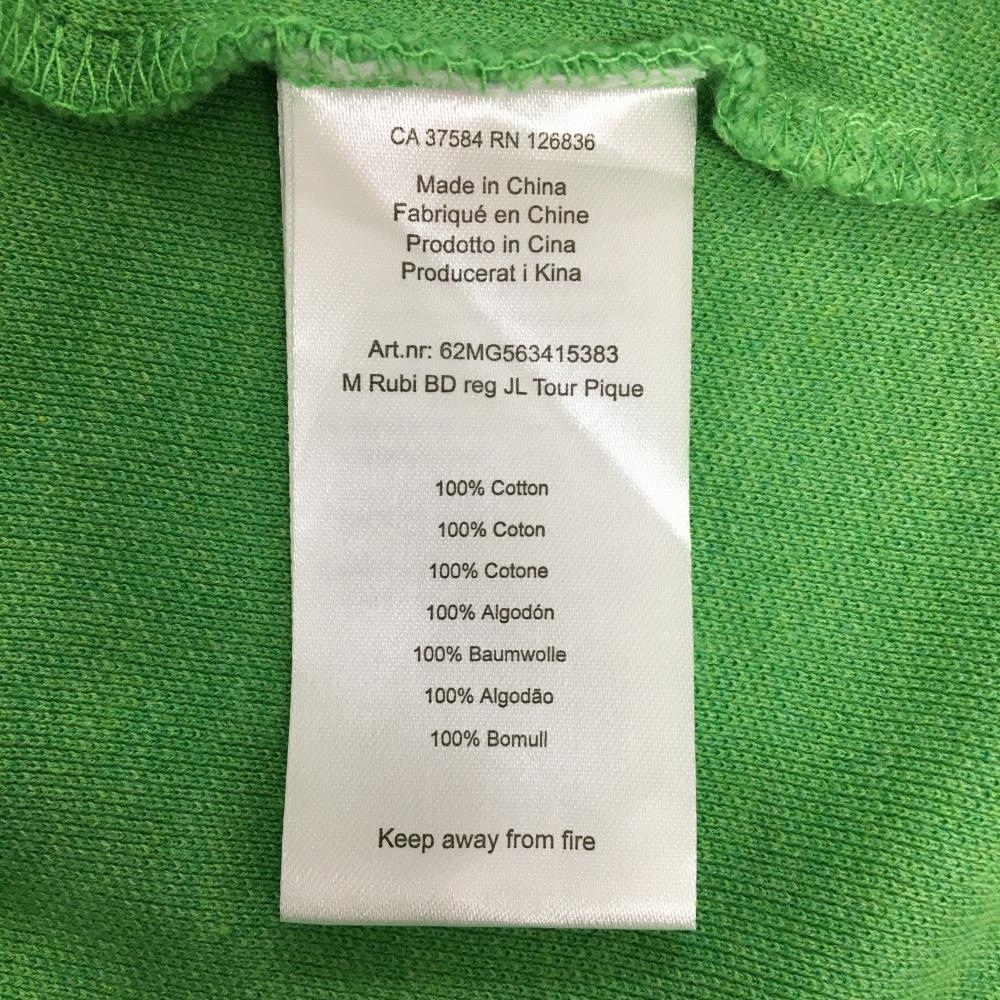 CA 37584 RN 126836
Made in China
Fabriqué en Chine
Prodotto in Cina
Producerat i Kina
Art.nr: 62MG563415383
M Rubi BD reg JL Tour Pique
100% Cotton
100% Coton
100% Cotone
100% Algodón
100% Baumwolle
100% Algodão
100% Bomull
Keep away from fire